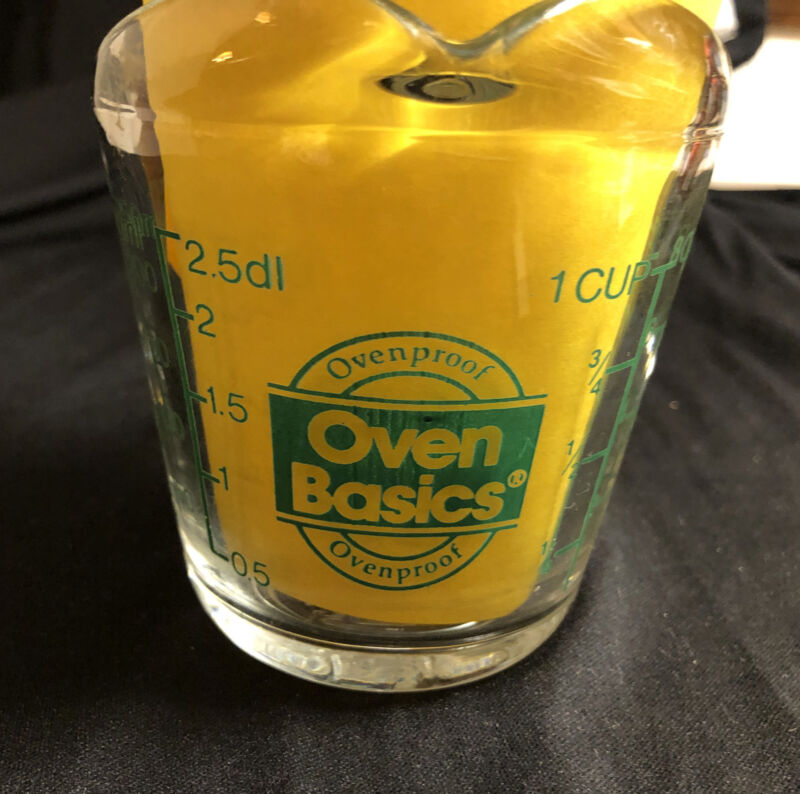 2.5dl
2
1.5
1
0.5
1 CUP
3/4
1/2
Ovenproof
Oven
Basics®
Ovenproof